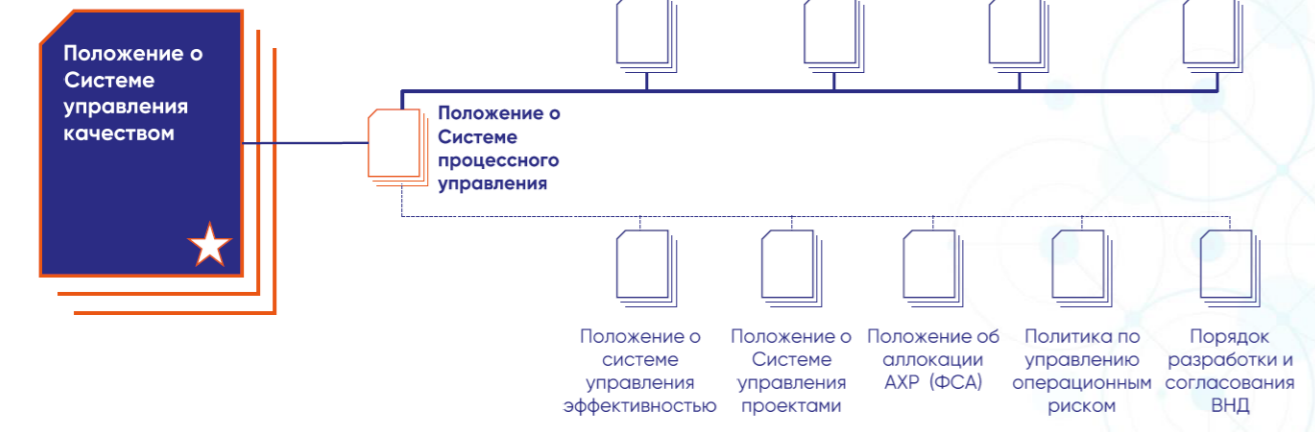 Положение о
Системе
управления
качеством
Положение о
Системе
процессного
управления
Положение о
системе
управления
эффективностью
Положение о
Системе
управления
проектами
Положение об
аллокации
АХР (ФСА)
Политика по
управлению
операционным
риском
Порядок
разработки и
согласования
ВНД